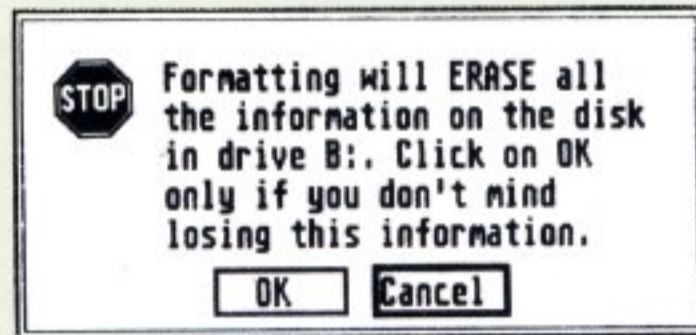 STOP
Formatting will ERASE all
the information on the disk
in drive B:. Click on OK
only if you don't mind
losing this information.
OK
Cancel